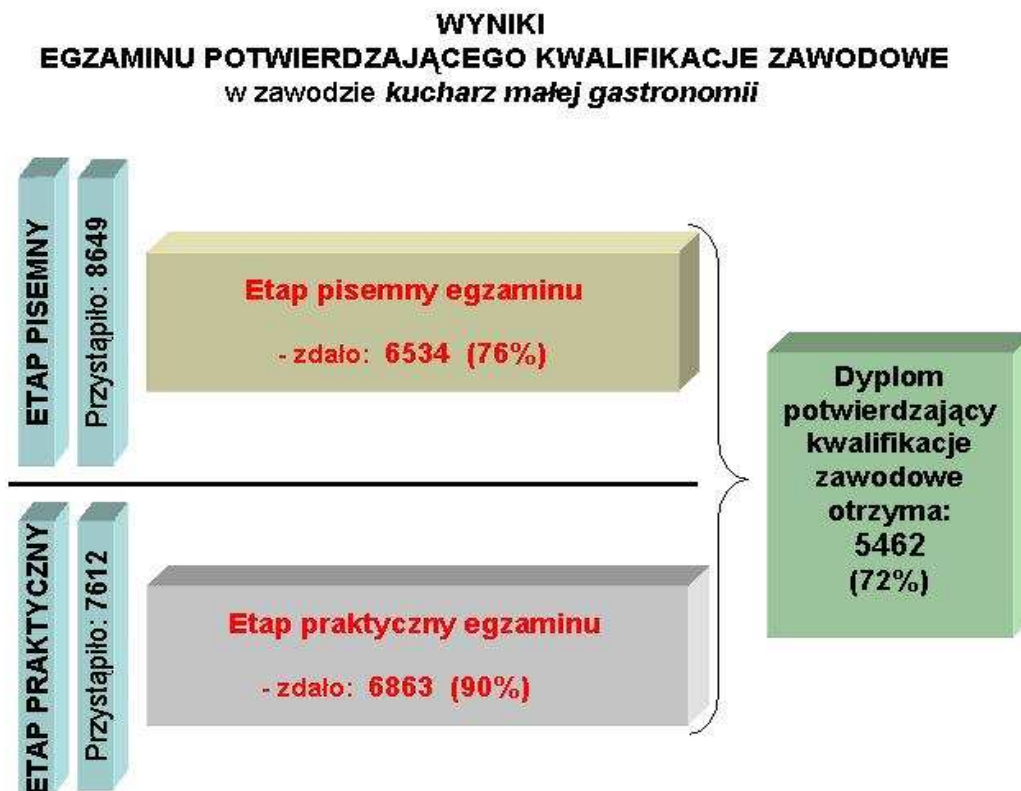 WYNIKI
EGZAMINU POTWIERDZAJĄCEGO KWALIFIKACJE ZAWODOWE
w zawodzie kucharz małej gastronomii
ETAP PISEMNY
Przystąpiło: 8649
Etap pisemny egzaminu
- zdało: 6534 (76%)
ETAP PRAKTYCZNY
Przystąpiło: 7612
Etap praktyczny egzaminu
- zdało: 6863 (90%)
Dyplom
potwierdzający
kwalifikacje
zawodowe
otrzyma:
5462
(72%)